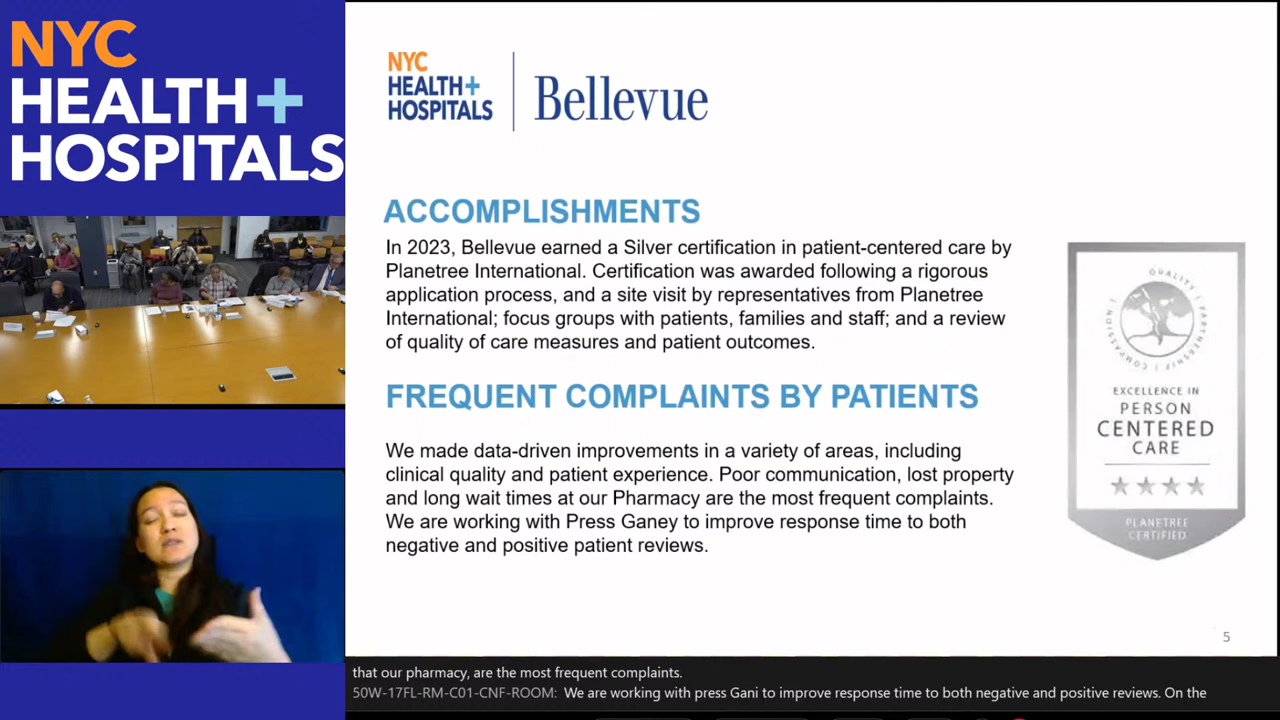 NYC
HEALTH+
HOSPITALS
NYC
HEALTH+
HOSPITALS
Bellevue
ACCOMPLISHMENTS
In 2023, Bellevue earned a Silver certification in patient-centered care by
Planetree International. Certification was awarded following a rigorous
application process, and a site visit by representatives from Planetree
International; focus groups with patients, families and staff; and a review
of quality of care measures and patient outcomes.
QUALITY | PARTNERSHIP | COMPASSION |
EXCELLENCE IN
PERSON
CENTERED
CARE
PLANETREE
CERTIFIED
FREQUENT COMPLAINTS BY PATIENTS
We made data-driven improvements in a variety of areas, including
clinical quality and patient experience. Poor communication, lost property
and long wait times at our Pharmacy are the most frequent complaints.
We are working with Press Ganey to improve response time to both
negative and positive patient reviews.
5
that our pharmacy, are the most frequent complaints.
50W-17FL-RM-C01-CNF-ROOM: We are working with press Gani to improve response time to both negative and positive reviews. On the